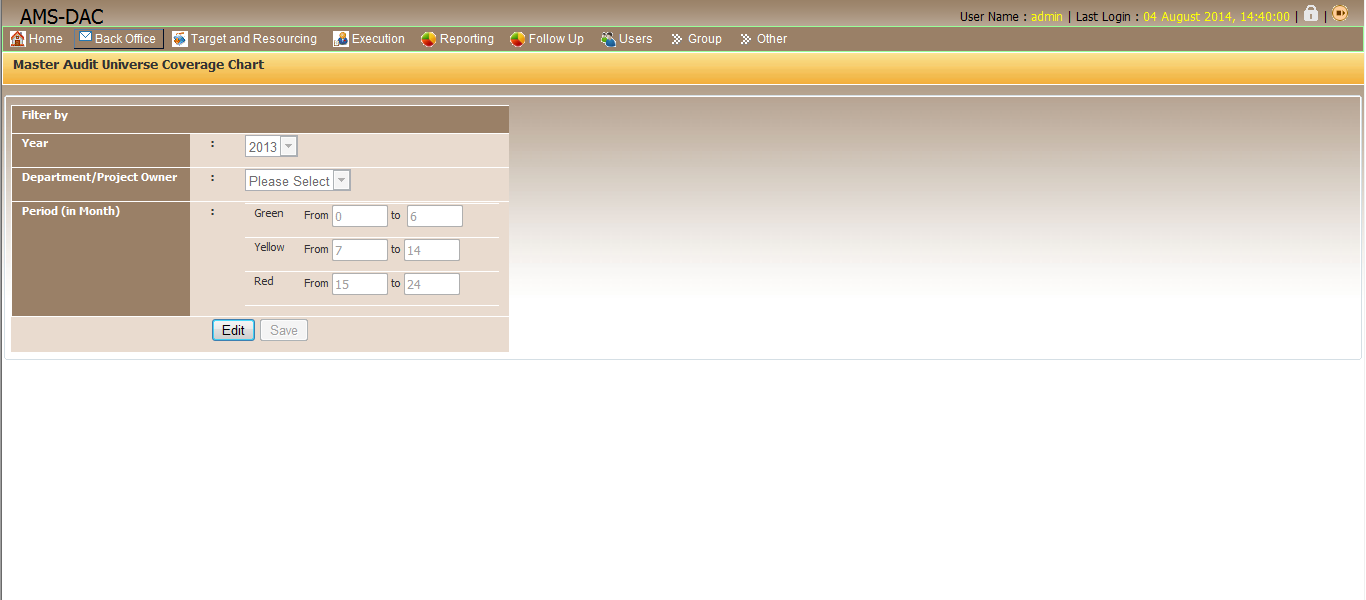 AMS-DAC
User Name : admin | Last Login : 04 August 2014, 14:40:00 | |
Home Back Office Target and Resourcing Execution Reporting Follow Up Users Group Other
Master Audit Universe Coverage Chart
Filter by
Year : 2013
Department/Project Owner : Please Select
Period (in Month) : Green From 0 to 6
Yellow From 7 to 14
Red From 15 to 24
Edit Save